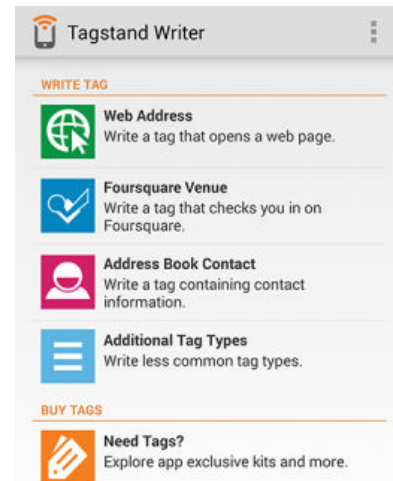 Tagstand Writer
WRITE TAG
Web Address
Write a tag that opens a web page.
Foursquare Venue
Write a tag that checks you in on
Foursquare.
Address Book Contact
Write a tag containing contact
information.
Additional Tag Types
Write less common tag types.
BUY TAGS
Need Tags?
Explore app exclusive kits and more.